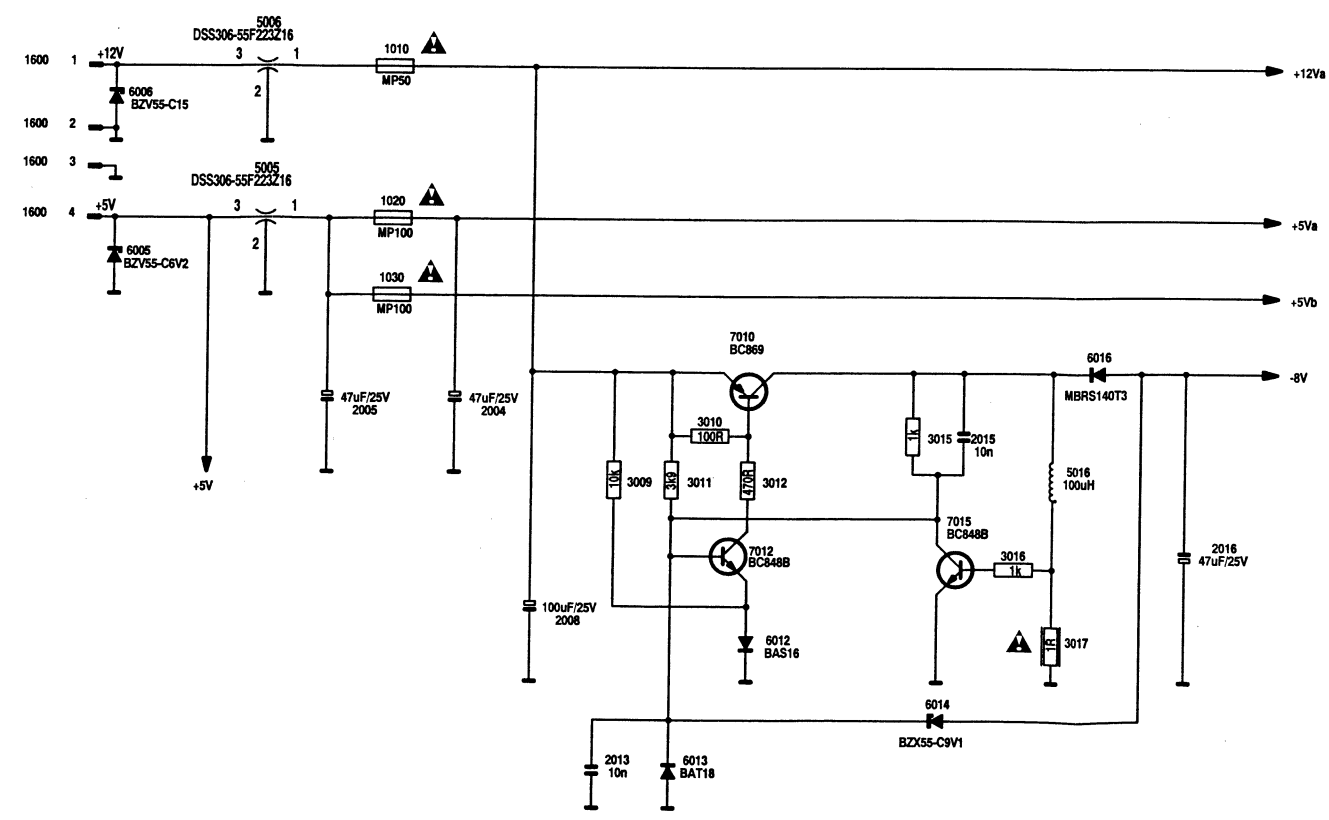 5006
DSS306-55F223Z16
1600 1 +12V 3 1
1010
MP50
+12Va
2
6006
BZV55-C15
1600 2
1600 3
5005
DSS306-55F223Z16
1600 4 +5V 3 1
1020
MP100
+5Va
2
6005
BZV55-C6V2
1030
MP100
+5Vb
7010
BC869
6016
MBRS140T3
-8V
47uF/25V
2005
47uF/25V
2004
3010
100R
1k 3015
2015
10n
+5V
10k 3009
3k9 3011
470R 3012
5016
100uH
7012
BC848B
7015
BC848B
3016
1k
2016
47uF/25V
100uF/25V
2008
6012
BAS16
1R 3017
6014
BZX55-C9V1
2013
10n
6013
BAT18